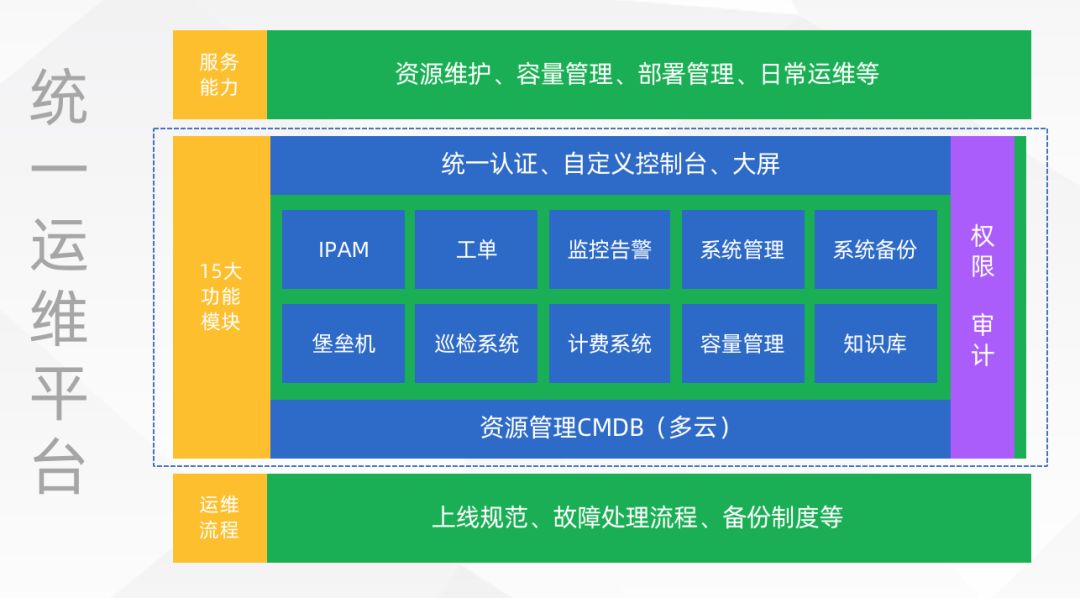 统一运维平台
服务
能力
资源维护、容量管理、部署管理、日常运维等
15大
功能
模块
统一认证、自定义控制台、大屏
IPAM
工单
监控告警
系统管理
系统备份
堡垒机
巡检系统
计费系统
容量管理
知识库
资源管理CMDB（多云）
权限
审计
运维
流程
上线规范、故障处理流程、备份制度等